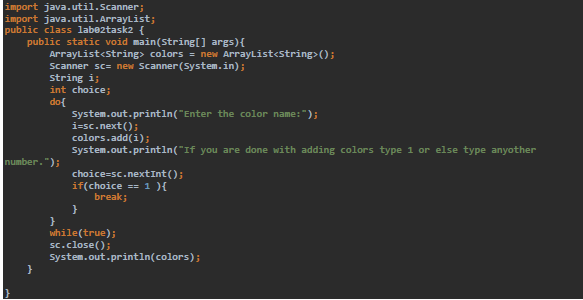 import java.util.Scanner;
import java.util.ArrayList;
public class lab02task2 {
    public static void main(String[] args){
        ArrayList<String> colors = new ArrayList<String>();
        Scanner sc= new Scanner(System.in);
        String i;
        int choice;
        do{
            System.out.println("Enter the color name:");
            i=sc.next();
            colors.add(i);
            System.out.println("If you are done with adding colors type 1 or else type anyother
number.");
            choice=sc.nextInt();
            if(choice == 1 ){
                break;
            }
        }
        while(true);
        sc.close();
        System.out.println(colors);
    }
}